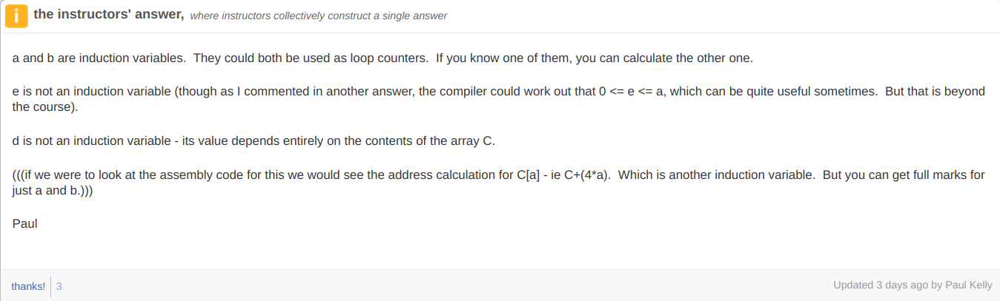 i the instructors' answer, where instructors collectively construct a single answer
a and b are induction variables.  They could both be used as loop counters.  If you know one of them, you can calculate the other one.
e is not an induction variable (though as I commented in another answer, the compiler could work out that 0 <= e <= a, which can be quite useful sometimes.  But that is beyond
the course).
d is not an induction variable - its value depends entirely on the contents of the array C.
(((if we were to look at the assembly code for this we would see the address calculation for C[a] - ie C+(4*a).  Which is another induction variable.  But you can get full marks for
just a and b.)))
Paul
thanks! 3 Updated 3 days ago by Paul Kelly